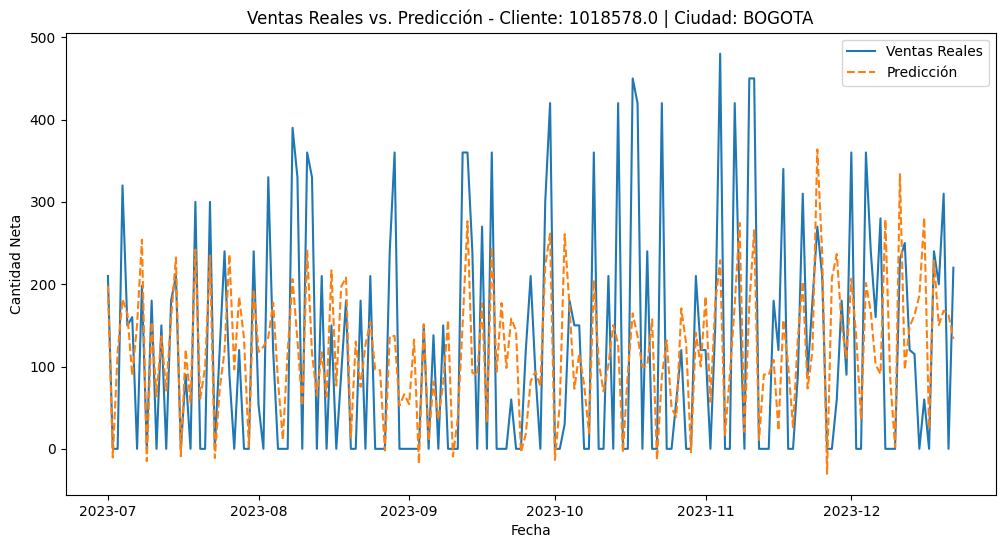 Ventas Reales vs. Predicción - Cliente: 1018578.0 | Ciudad: BOGOTA
Ventas Reales
Predicción
Cantidad Neta
500
400
300
200
100
0
2023-07
2023-08
2023-09
2023-10
2023-11
2023-12
Fecha